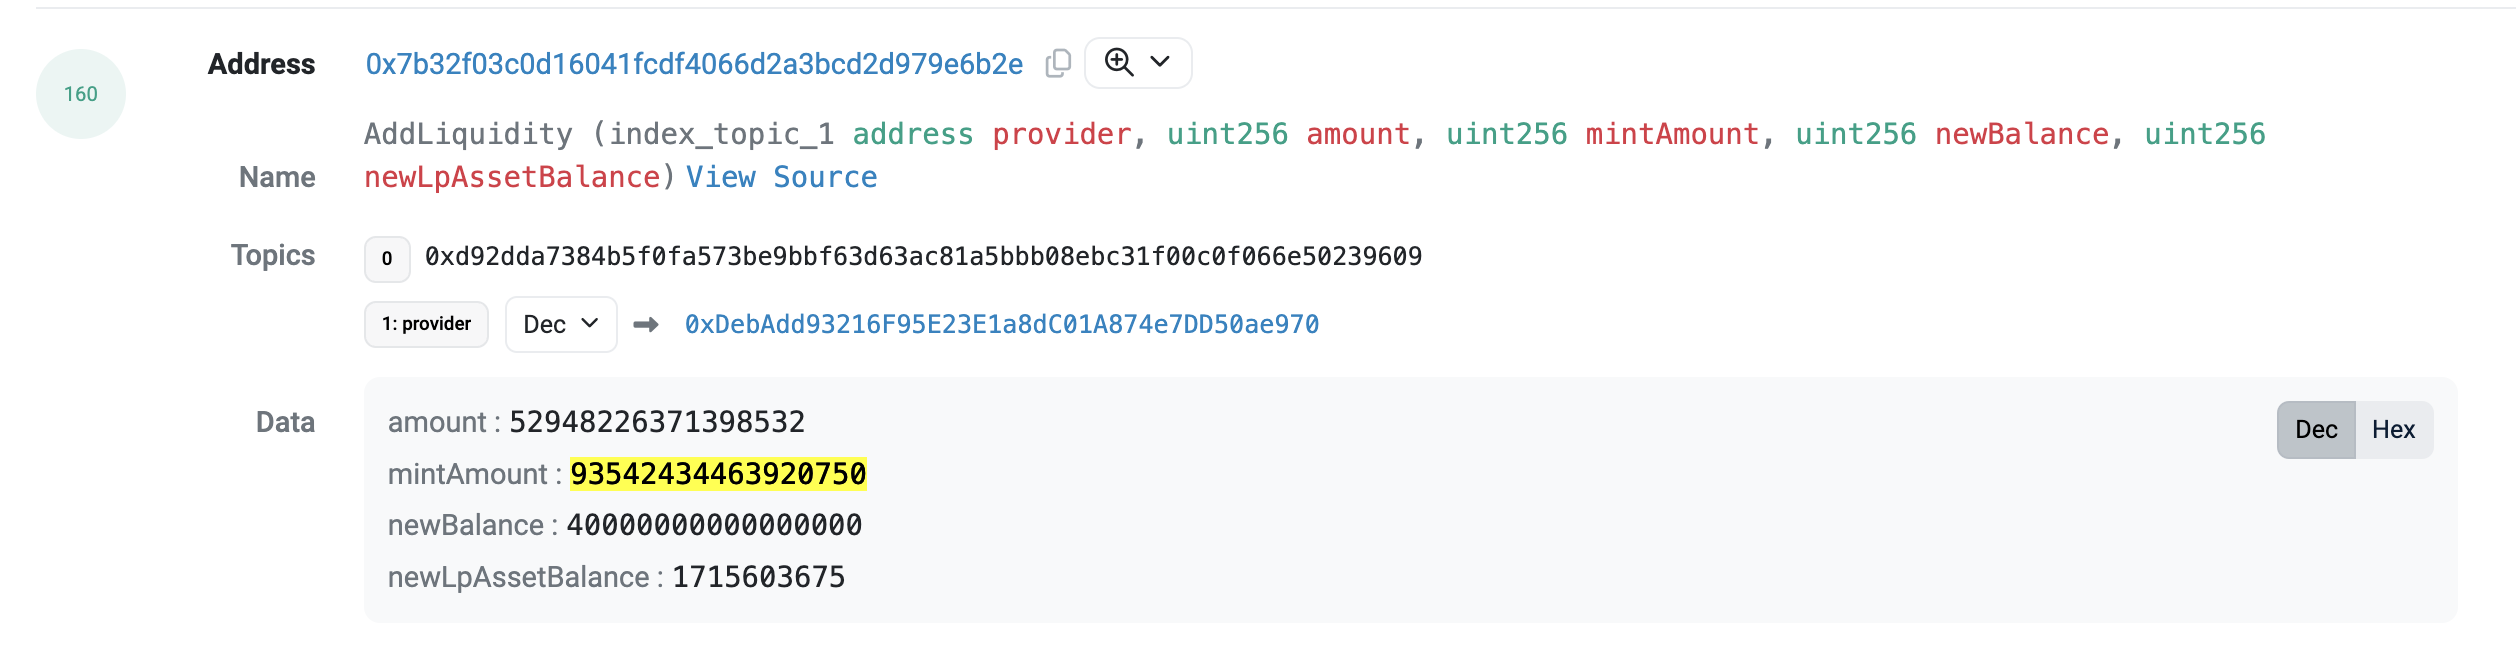 160
Address 0x7b32f03c0d16041fcdf4066d2a3bcd2d979e6b2e
AddLiquidity (index_topic_1 address provider, uint256 amount, uint256 mintAmount, uint256 newBalance, uint256
Name newLpAssetBalance) View Source
Topics 0 0xd92dda7384b5f0fa573be9bbf63d63ac81a5bbb08ebc31f00c0f066e50239609
1: provider Dec 0xDebAdd93216F95E23E1a8dC01A874e7DD50ae970
Data amount : 52948226371398532
Dec Hex
mintAmount : 93542434463920750
newBalance : 40000000000000000
newLpAssetBalance : 1715603675